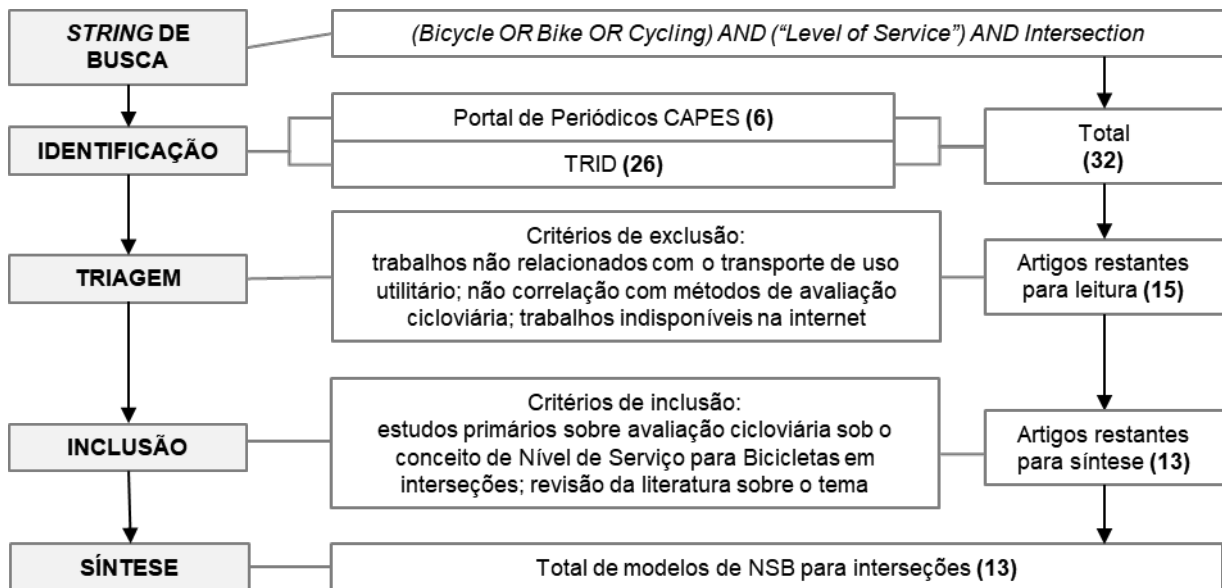 STRING DE
BUSCA
(Bicycle OR Bike OR Cycling) AND (“Level of Service”) AND Intersection
IDENTIFICAÇÃO
Portal de Periódicos CAPES (6)
TRID (26)
Total
(32)
TRIAGEM
Critérios de exclusão:
trabalhos não relacionados com o transporte de uso
utilitário; não correlação com métodos de avaliação
cicloviária; trabalhos indisponíveis na internet
Artigos restantes
para leitura (15)
INCLUSÃO
Critérios de inclusão:
estudos primários sobre avaliação cicloviária sob o
conceito de Nível de Serviço para Bicicletas em
interseções; revisão da literatura sobre o tema
Artigos restantes
para síntese (13)
SÍNTESE
Total de modelos de NSB para interseções (13)